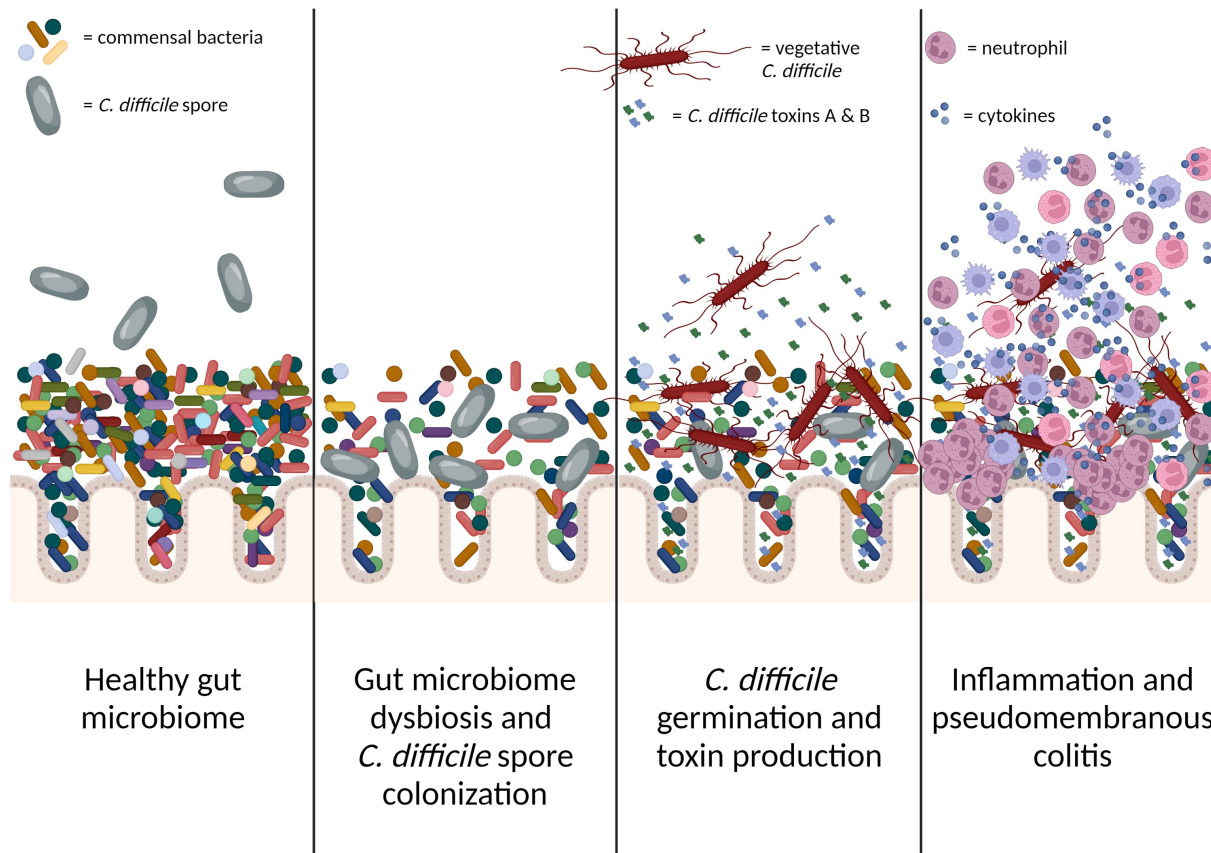 = commensal bacteria
= C. difficile spore
= vegetative
C. difficile
= C. difficile toxins A & B
= neutrophil
= cytokines
Healthy gut
microbiome
Gut microbiome
dysbiosis and
C. difficile spore
colonization
C. difficile
germination and
toxin production
Inflammation and
pseudomembranous
colitis